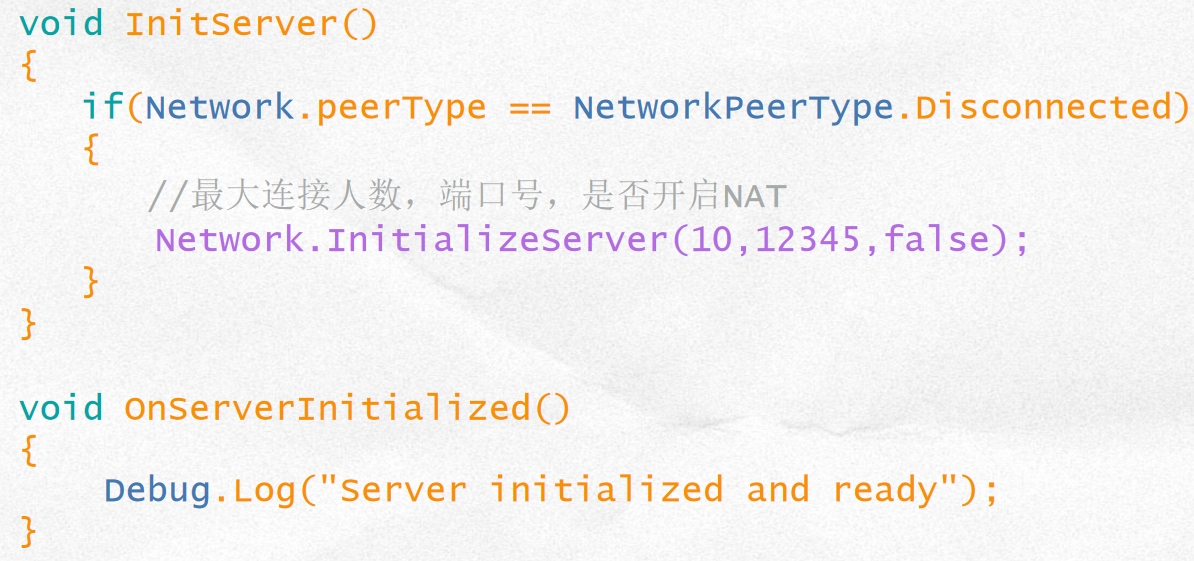 void InitServer()
{
if(Network.peerType == NetworkPeerType.Disconnected)
{
//最大连接人数，端口号，是否开启NAT
Network.InitializeServer(10,12345,false);
}
}
void OnServerInitialized()
{
Debug.Log("Server initialized and ready");
}